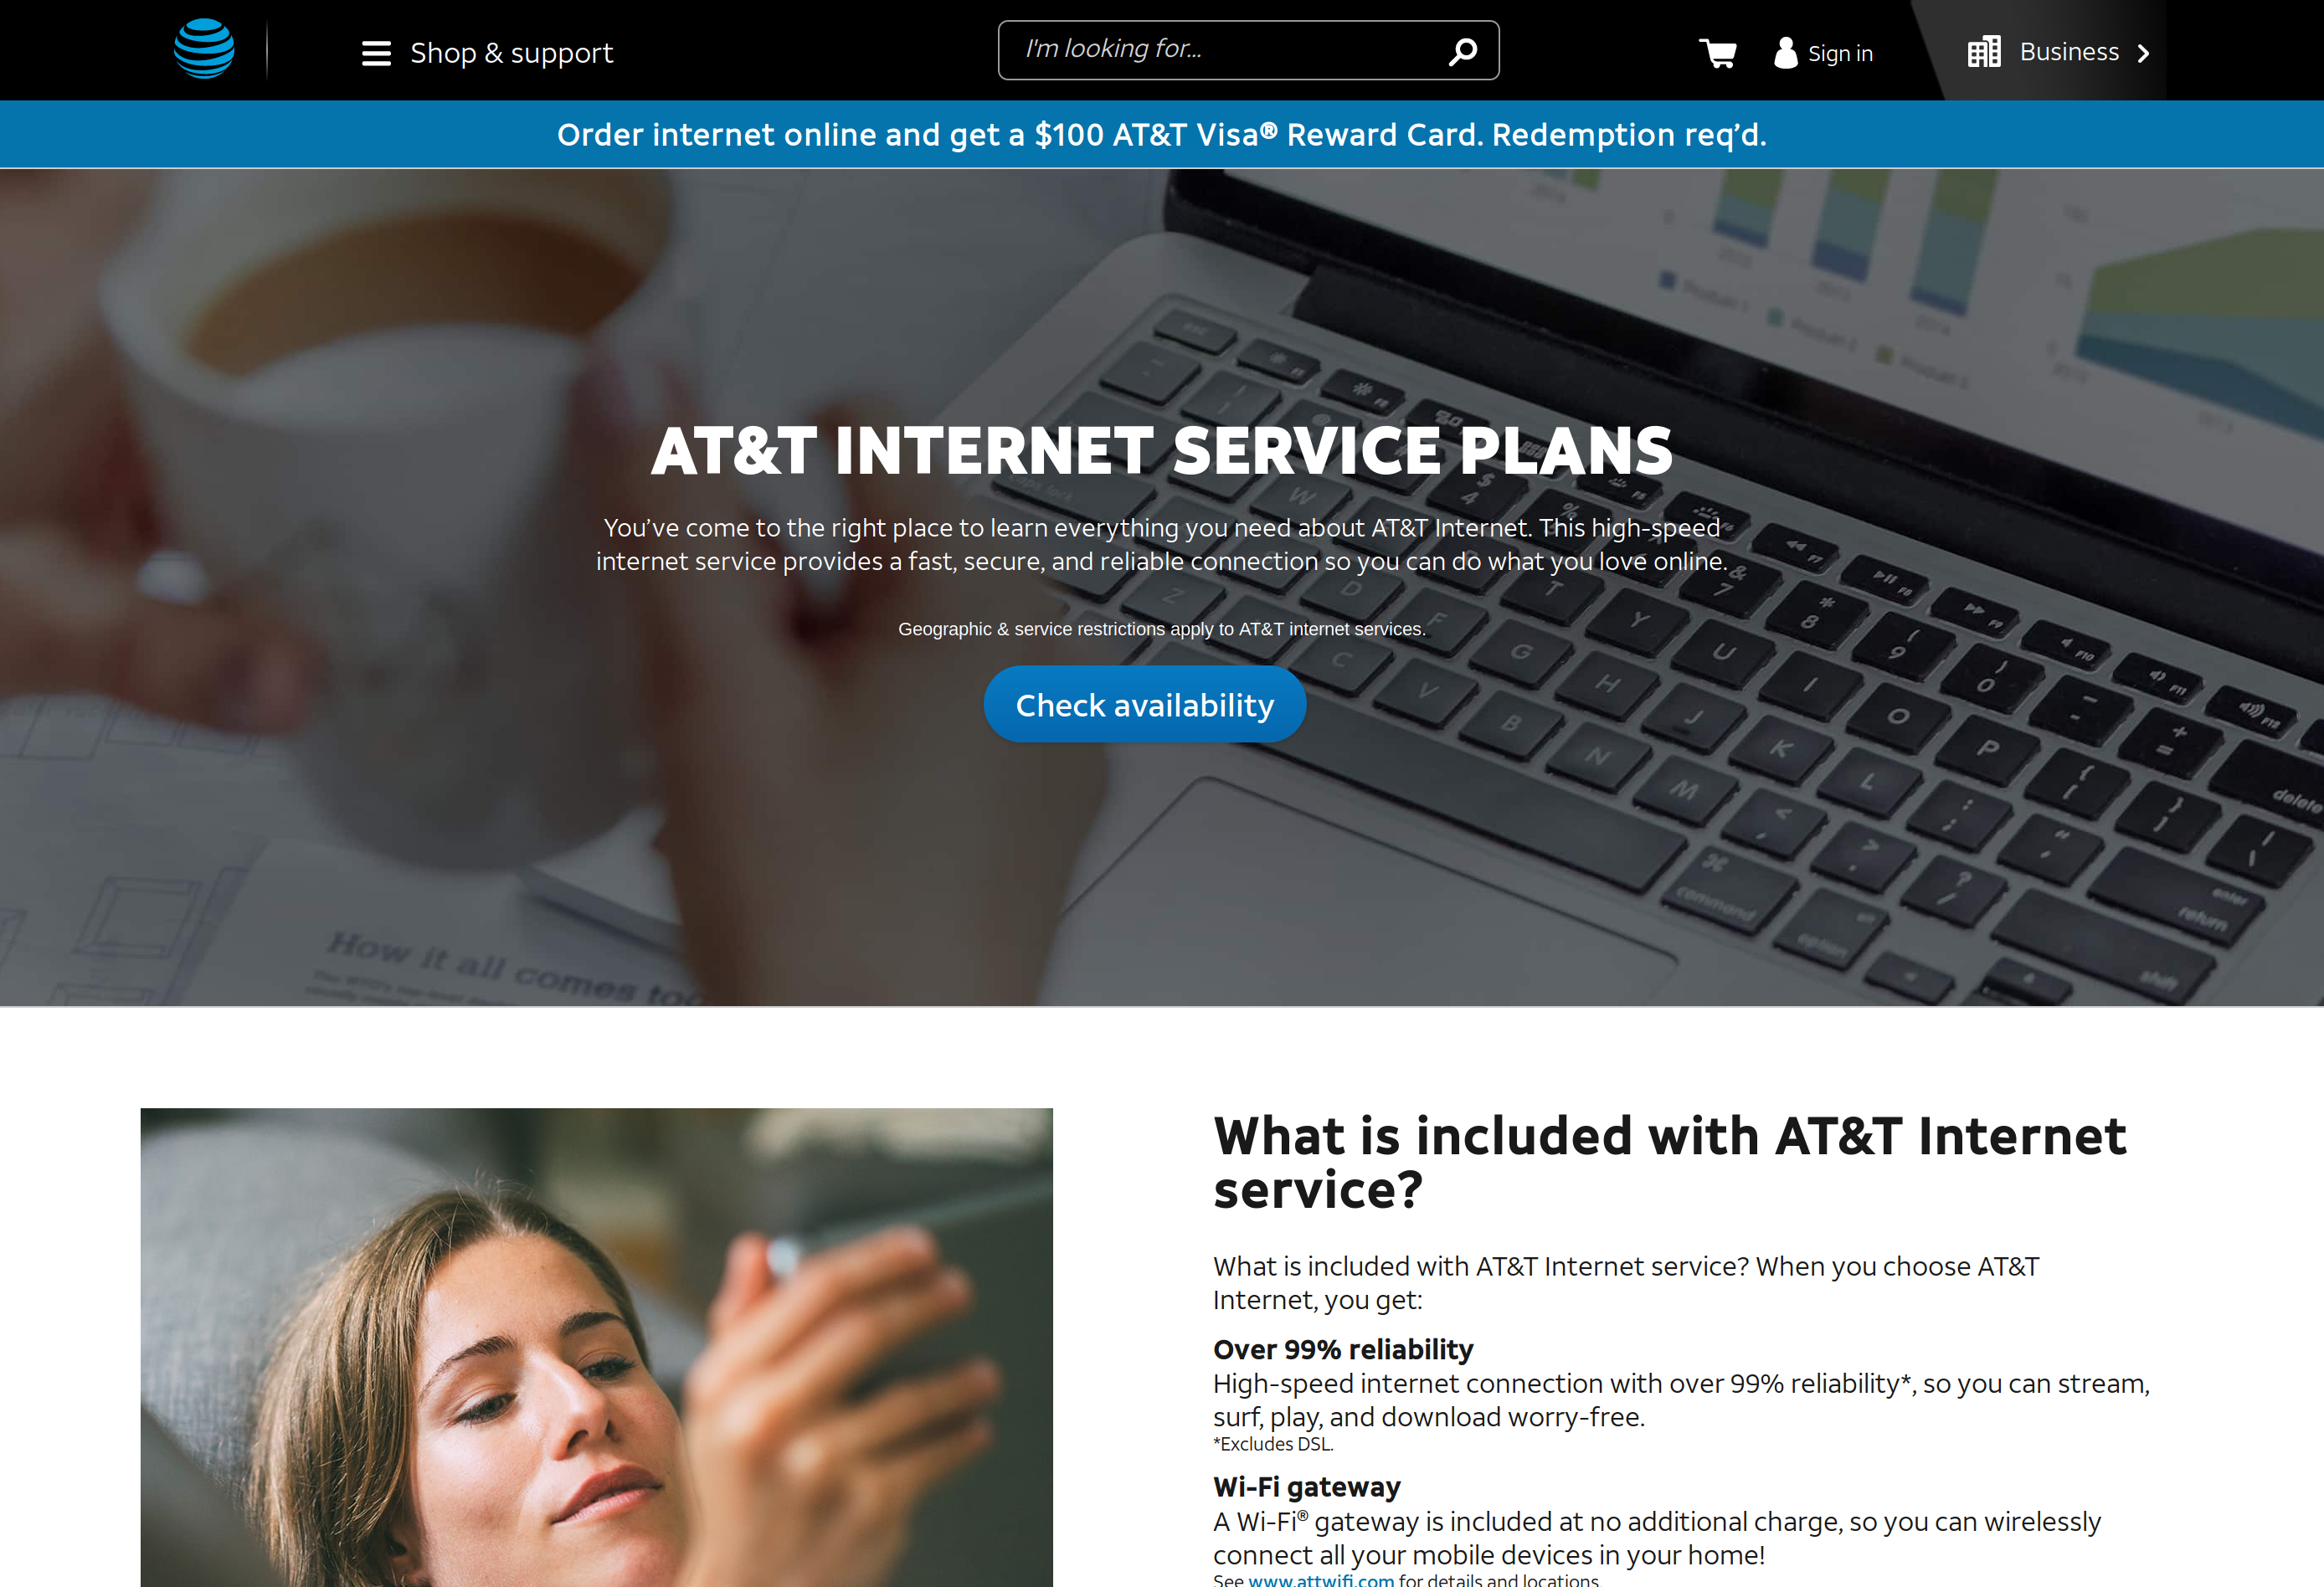 Shop & support
I'm looking for...
Sign in
Business
Order internet online and get a $100 AT&T Visa® Reward Card. Redemption req'd.
AT&T INTERNET SERVICE PLANS
You've come to the right place to learn everything you need about AT&T Internet. This high-speed
internet service provides a fast, secure, and reliable connection so you can do what you love online.
Geographic & service restrictions apply to AT&T internet services.
Check availability
How it all comes
What is included with AT&T Internet
service?
What is included with AT&T Internet service? When you choose AT&T
Internet, you get:
Over 99% reliability
High-speed internet connection with over 99% reliability*, so you can stream,
surf, play, and download worry-free.
*Excludes DSL.
Wi-Fi gateway
A Wi-Fi® gateway is included at no additional charge, so you can wirelessly
connect all your mobile devices in your home!
See www.attwifi.com for details and locations.